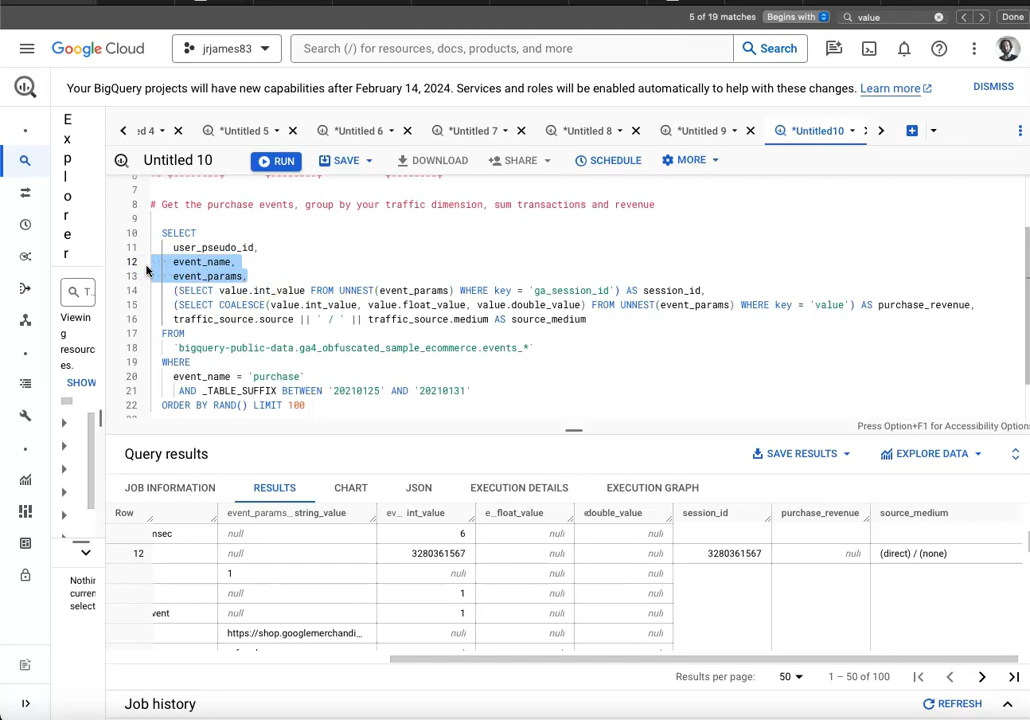 5 of 19 matches Begins with value Done
Google Cloud jrjames83 Search (/) for resources, docs, products, and more Search
Your BigQuery projects will have new capabilities after February 14, 2024. Services and roles will be enabled automatically to help with these changes. Learn more DISMISS
Explorer
ed 4 *Untitled 5 *Untitled 6 *Untitled 7 *Untitled 8 *Untitled 9 *Untitled10
Untitled 10 RUN SAVE DOWNLOAD SHARE SCHEDULE MORE
7
8 # Get the purchase events, group by your traffic dimension, sum transactions and revenue
9
10 SELECT
11 user_pseudo_id,
12 event_name,
13 event_params,
14 (SELECT value.int_value FROM UNNEST(event_params) WHERE key = 'ga_session_id') AS session_id,
15 (SELECT COALESCE(value.int_value, value.float_value, value.double_value) FROM UNNEST(event_params) WHERE key = 'value') AS purchase_revenue,
16 traffic_source.source || ' / ' || traffic_source.medium AS source_medium
17 FROM
18 `bigquery-public-data.ga4_obfuscated_sample_ecommerce.events_*`
19 WHERE
20 event_name = 'purchase'
21 AND _TABLE_SUFFIX BETWEEN '20210125' AND '20210131'
22 ORDER BY RAND() LIMIT 100
T...
Viewin
g
resourc
es.
SHOW
Nothin
curren
select
Press Option+F1 for Accessibility Options
Query results SAVE RESULTS EXPLORE DATA
JOB INFORMATION RESULTS CHART JSON EXECUTION DETAILS EXECUTION GRAPH
Row event_params_ string_value ev... int_value e...float_value double_value session_id purchase_revenue source_medium
msec null 6 null null
12 null 3280361567 null null 3280361567 null (direct) / (none)
1 null null null
null 1 null null
vent null 1 null null
https://shop.googlemerchandi... null null null
Results per page: 50 1 – 50 of 100
Job history REFRESH